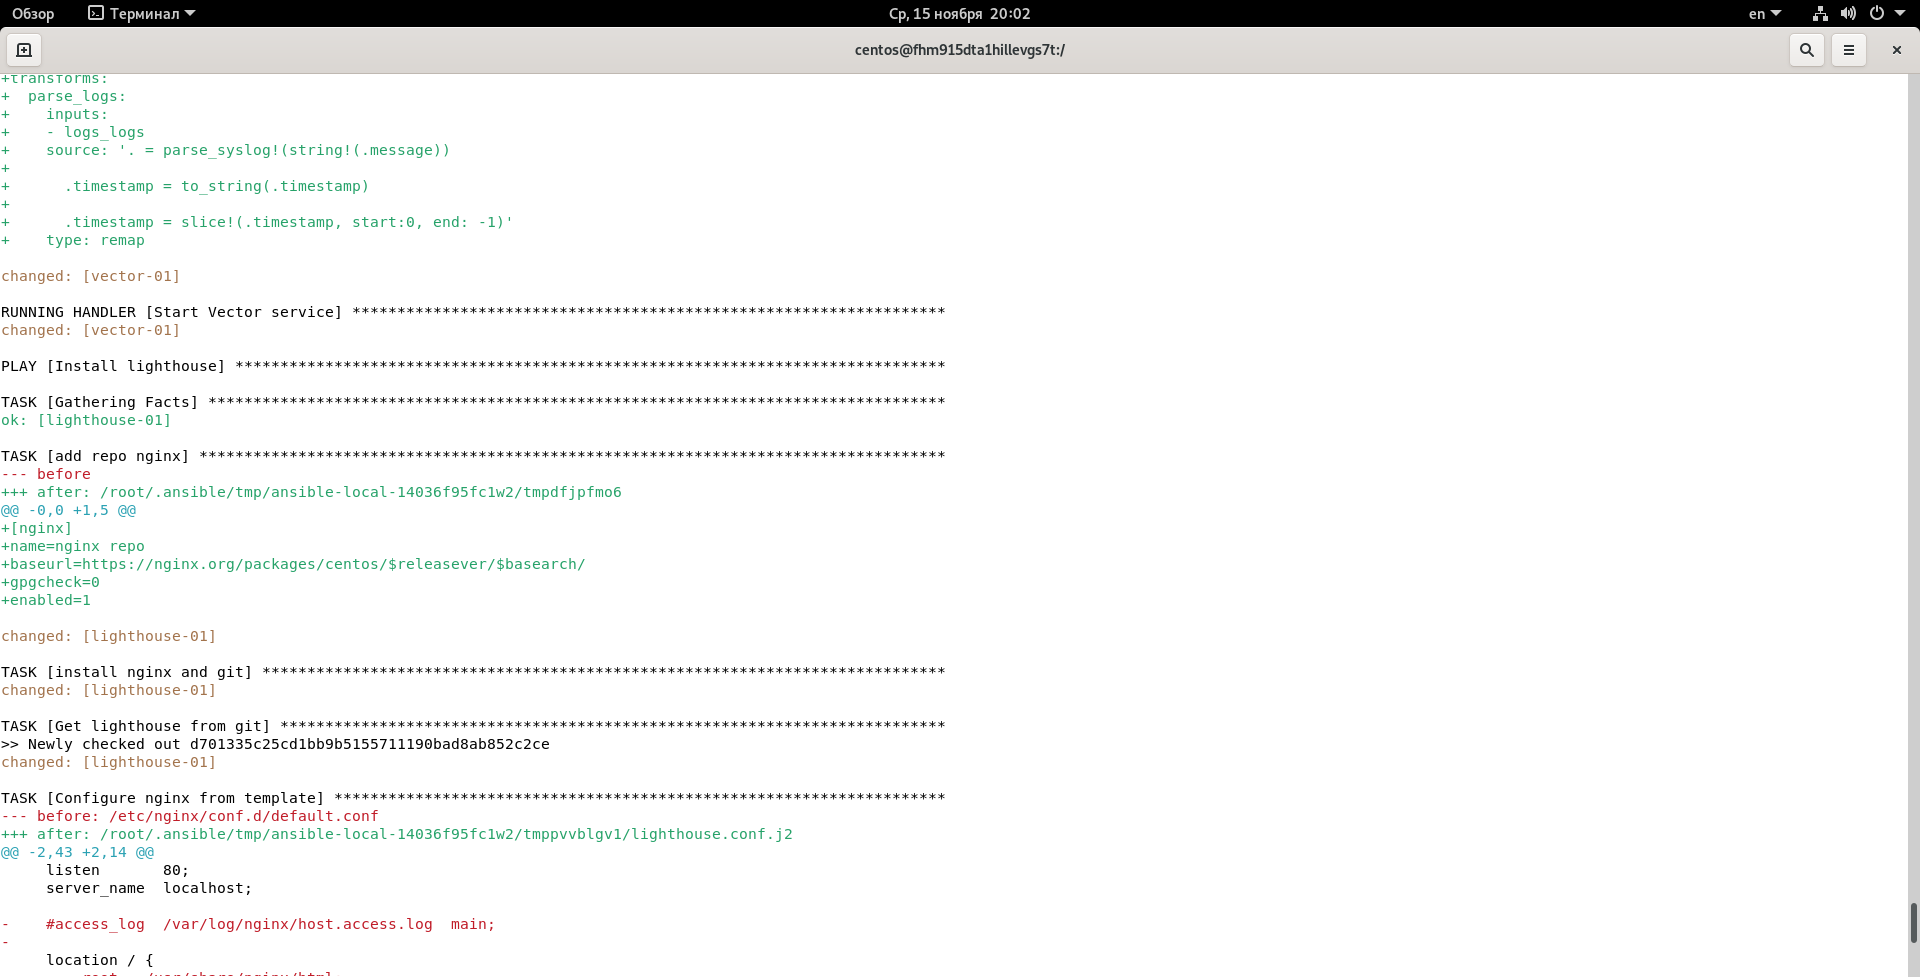 Обзор
Терминал
Ср, 15 ноября 20:02
en
centos@fhm915dta1hillevgs7t:/
+transforms:
+  parse_logs:
+    inputs:
+    - logs_logs
+    source: '. = parse_syslog!(string!(.message))
+
+      .timestamp = to_string(.timestamp)
+
+      .timestamp = slice!(.timestamp, start:0, end: -1)'
+    type: remap
changed: [vector-01]
RUNNING HANDLER [Start Vector service] ******************************************************************
changed: [vector-01]
PLAY [Install lighthouse] *******************************************************************************
TASK [Gathering Facts] **********************************************************************************
ok: [lighthouse-01]
TASK [add repo nginx] ***********************************************************************************
--- before
+++ after: /root/.ansible/tmp/ansible-local-14036f95fc1w2/tmpdfjpfmo6
@@ -0,0 +1,5 @@
+[nginx]
+name=nginx repo
+baseurl=https://nginx.org/packages/centos/$releasever/$basearch/
+gpgcheck=0
+enabled=1
changed: [lighthouse-01]
TASK [install nginx and git] ****************************************************************************
changed: [lighthouse-01]
TASK [Get lighthouse from git] **************************************************************************
>> Newly checked out d701335c25cd1bb9b5155711190bad8ab852c2ce
changed: [lighthouse-01]
TASK [Configure nginx from template] ********************************************************************
--- before: /etc/nginx/conf.d/default.conf
+++ after: /root/.ansible/tmp/ansible-local-14036f95fc1w2/tmppvvblgv1/lighthouse.conf.j2
@@ -2,43 +2,14 @@
     listen       80;
     server_name  localhost;
-    #access_log  /var/log/nginx/host.access.log  main;
-
     location / {